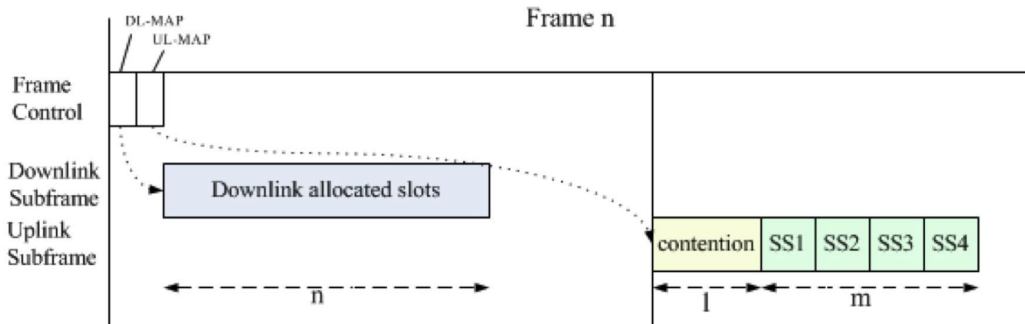 Frame n
DL-MAP
UL-MAP
Frame
Control
Downlink
Subframe
Downlink allocated slots
Uplink
Subframe
contention SS1 SS2 SS3 SS4
n
l
m